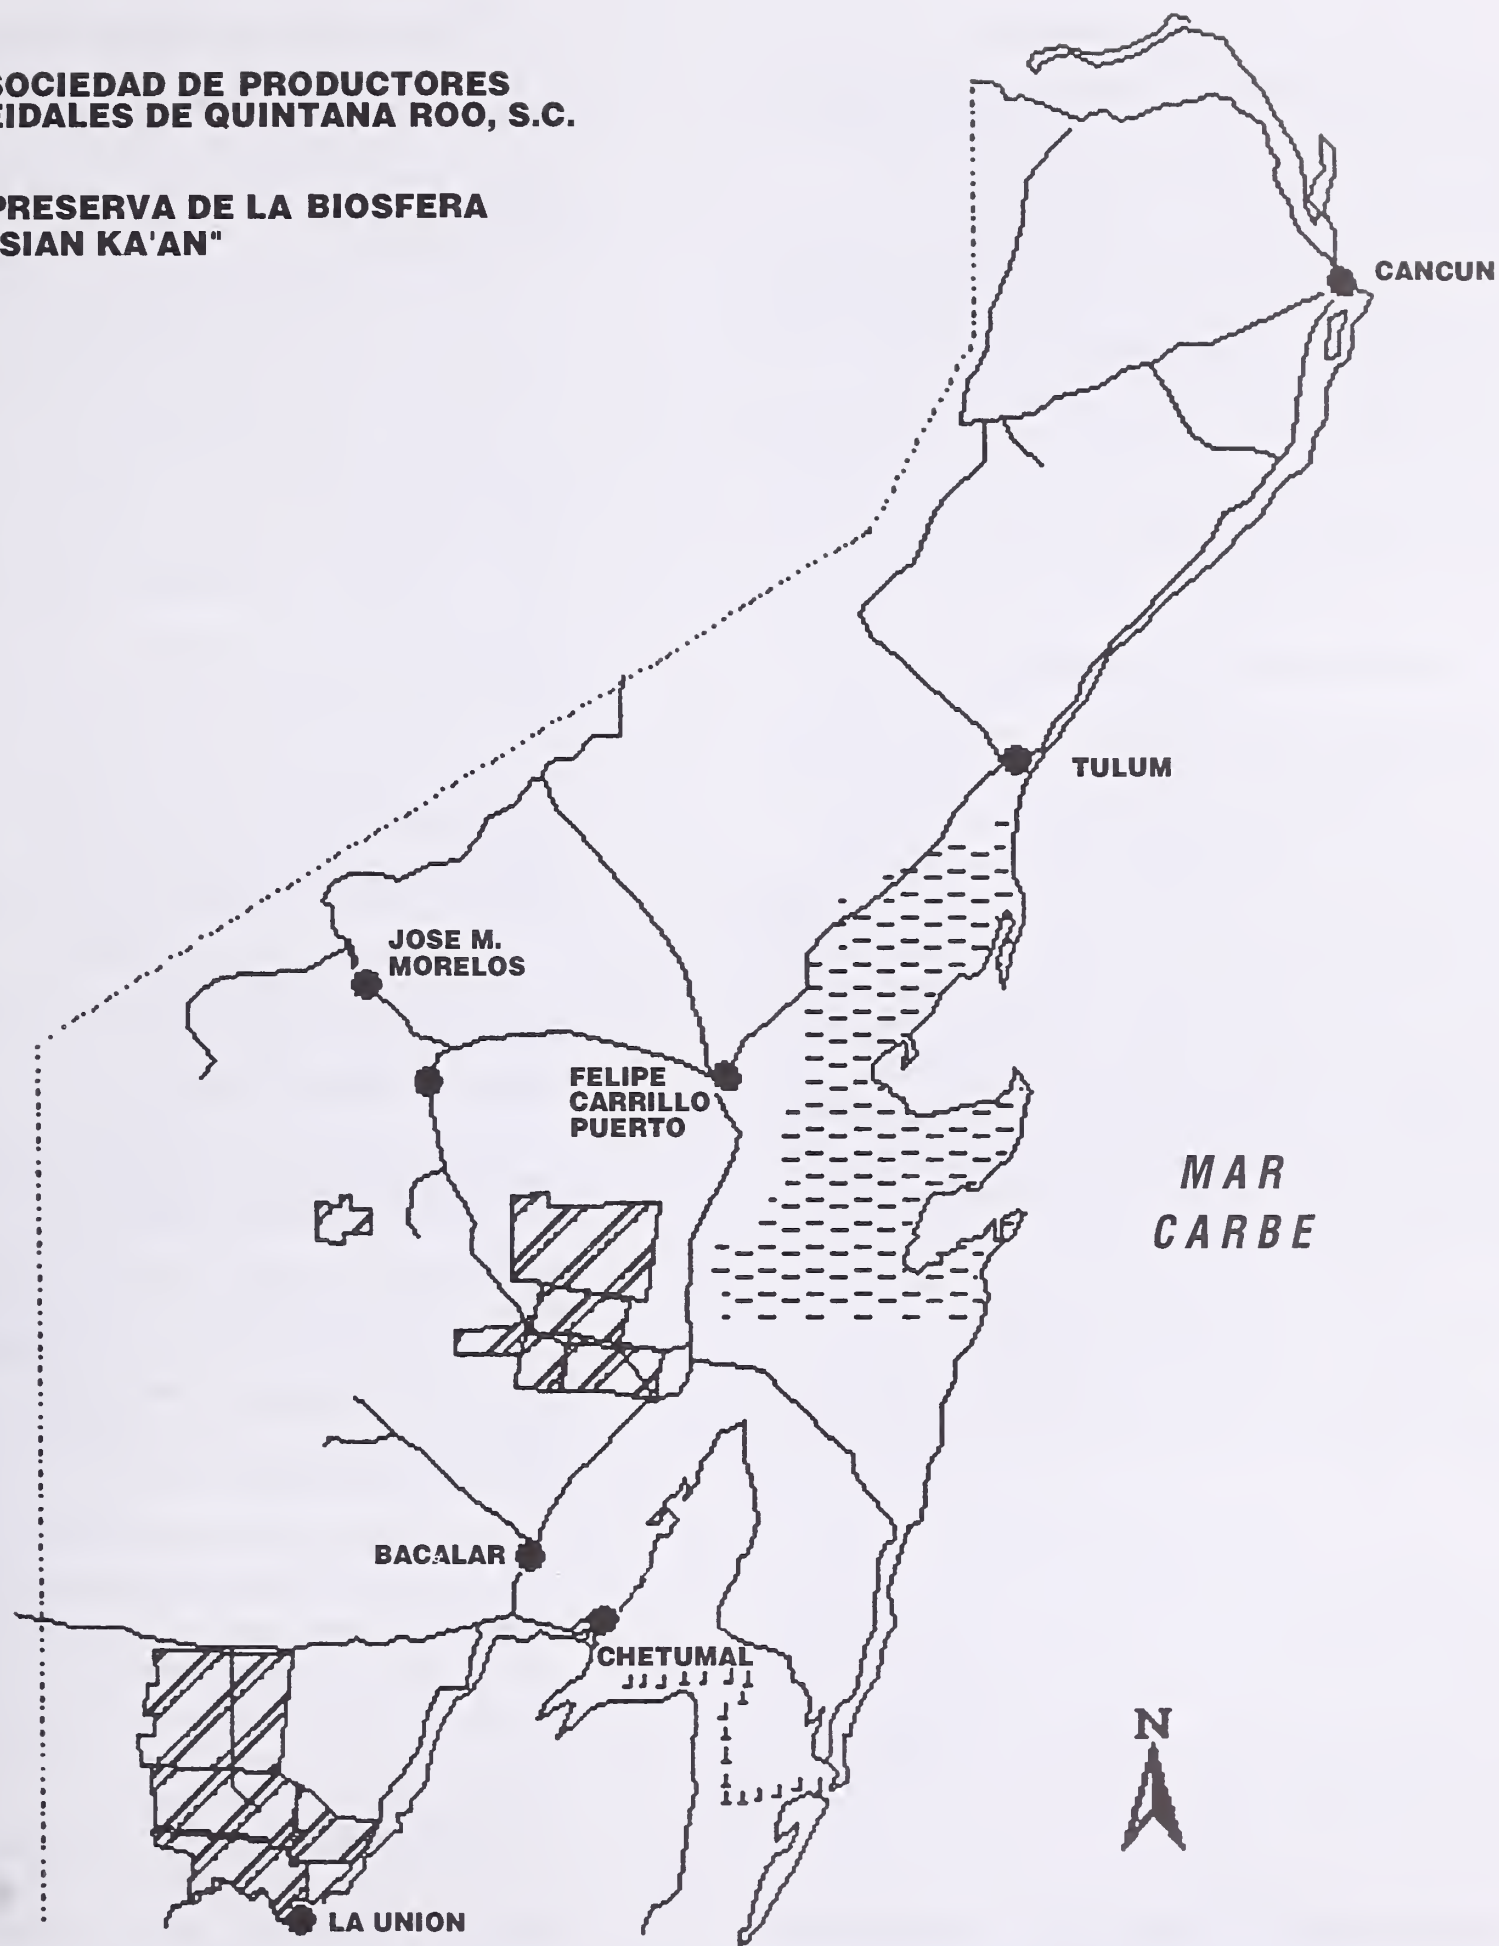 SOCIEDAD DE PRODUCTORES
EIDALES DE QUINTANA ROO, S.C.
PRESERVA DE LA BIOSFERA
SIAN KA'AN"
CANCUN
TULUM
JOSE M.
MORELOS
FELIPE
CARRILLO
PUERTO
MAR
CARBE
BACALAR
CHETUMAL
N
LA UNION